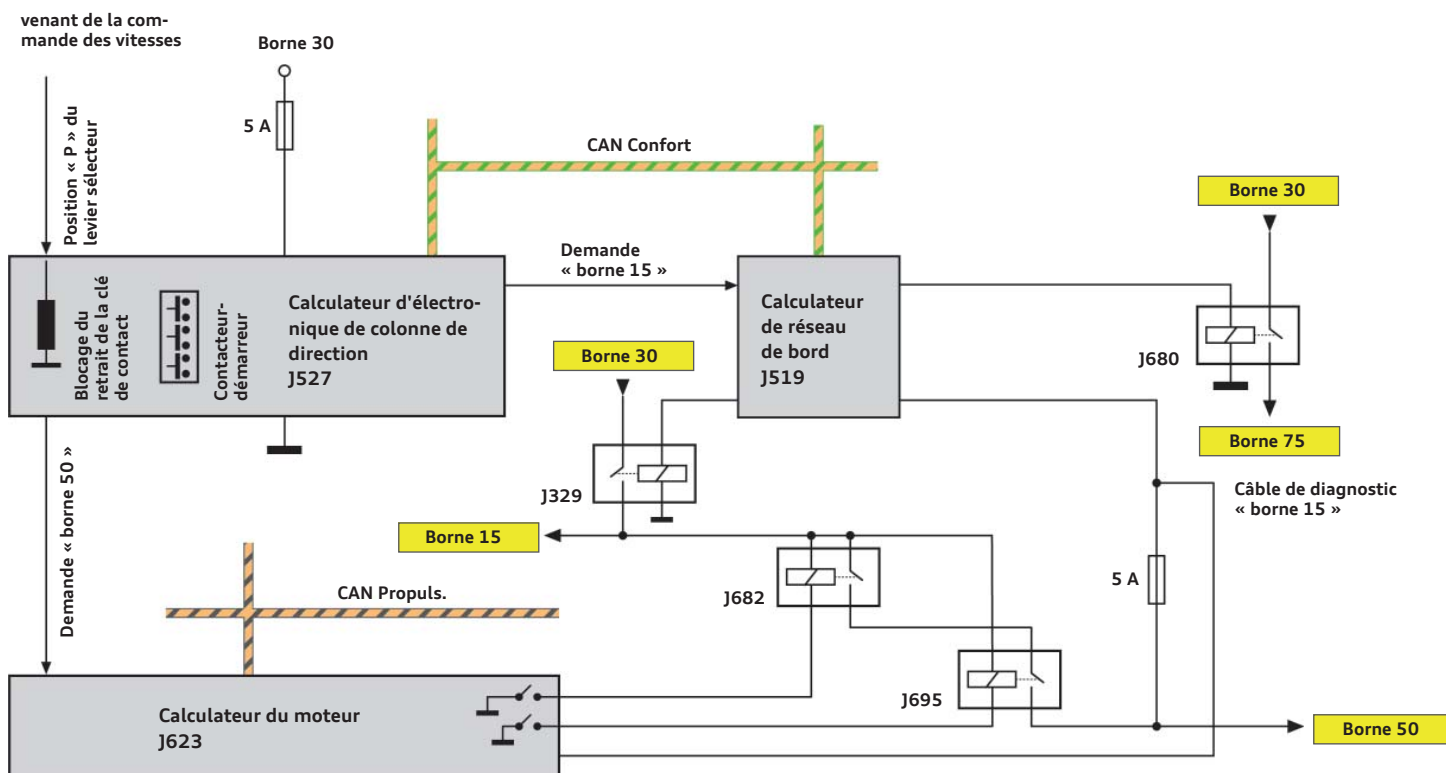 venant de la com-
mande des vitesses
Borne 30
5 A
Position « P » du
levier sélecteur
CAN Confort
Borne 30
Demande
« borne 15 »
Blocage du
retrait de la clé
de contact
Contacteur-
démarreur
Calculateur d'électro-
nique de colonne de
direction
J527
Calculateur
de réseau
de bord
J519
Borne 30
J680
Borne 75
J329
Câble de diagnostic
« borne 15 »
Demande « borne 50 »
Borne 15
CAN Propuls.
J682
5 A
J695
Calculateur du moteur
J623
Borne 50